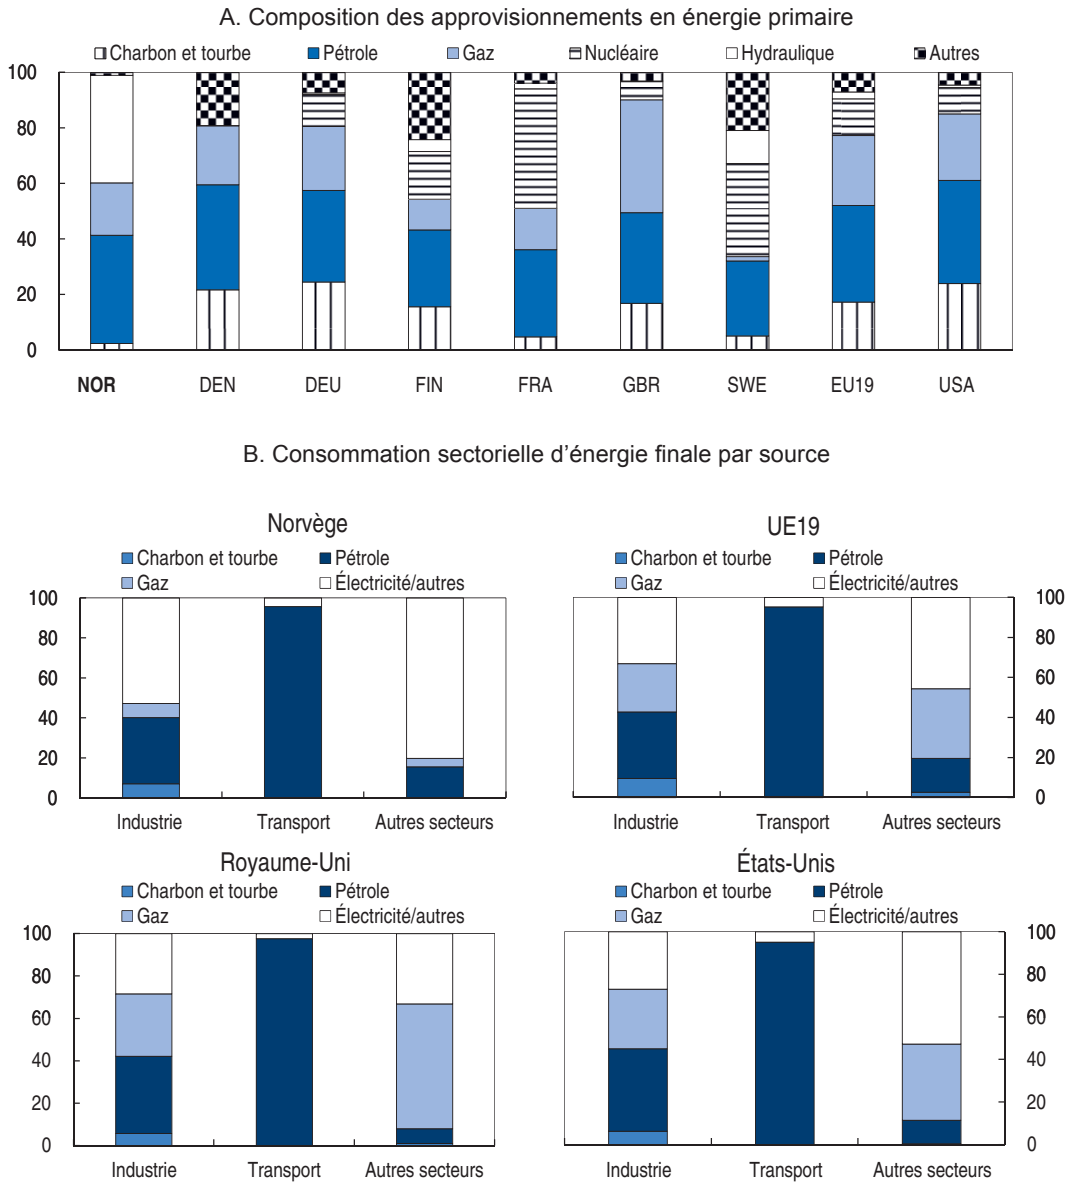 A. Composition des approvisionnements en énergie primaire
Charbon et tourbe Pétrole Gaz Nucléaire Hydraulique Autres
100
80
60
40
20
0
NOR DEN DEU FIN FRA GBR SWE EU19 USA
B. Consommation sectorielle d'énergie finale par source
Norvège
Charbon et tourbe Pétrole
Gaz Électricité/autres
100
80
60
40
20
0
Industrie Transport Autres secteurs
UE19
Charbon et tourbe Pétrole
Gaz Électricité/autres
100
80
60
40
20
0
Industrie Transport Autres secteurs
Royaume-Uni
Charbon et tourbe Pétrole
Gaz Électricité/autres
100
80
60
40
20
0
Industrie Transport Autres secteurs
États-Unis
Charbon et tourbe Pétrole
Gaz Électricité/autres
100
80
60
40
20
0
Industrie Transport Autres secteurs